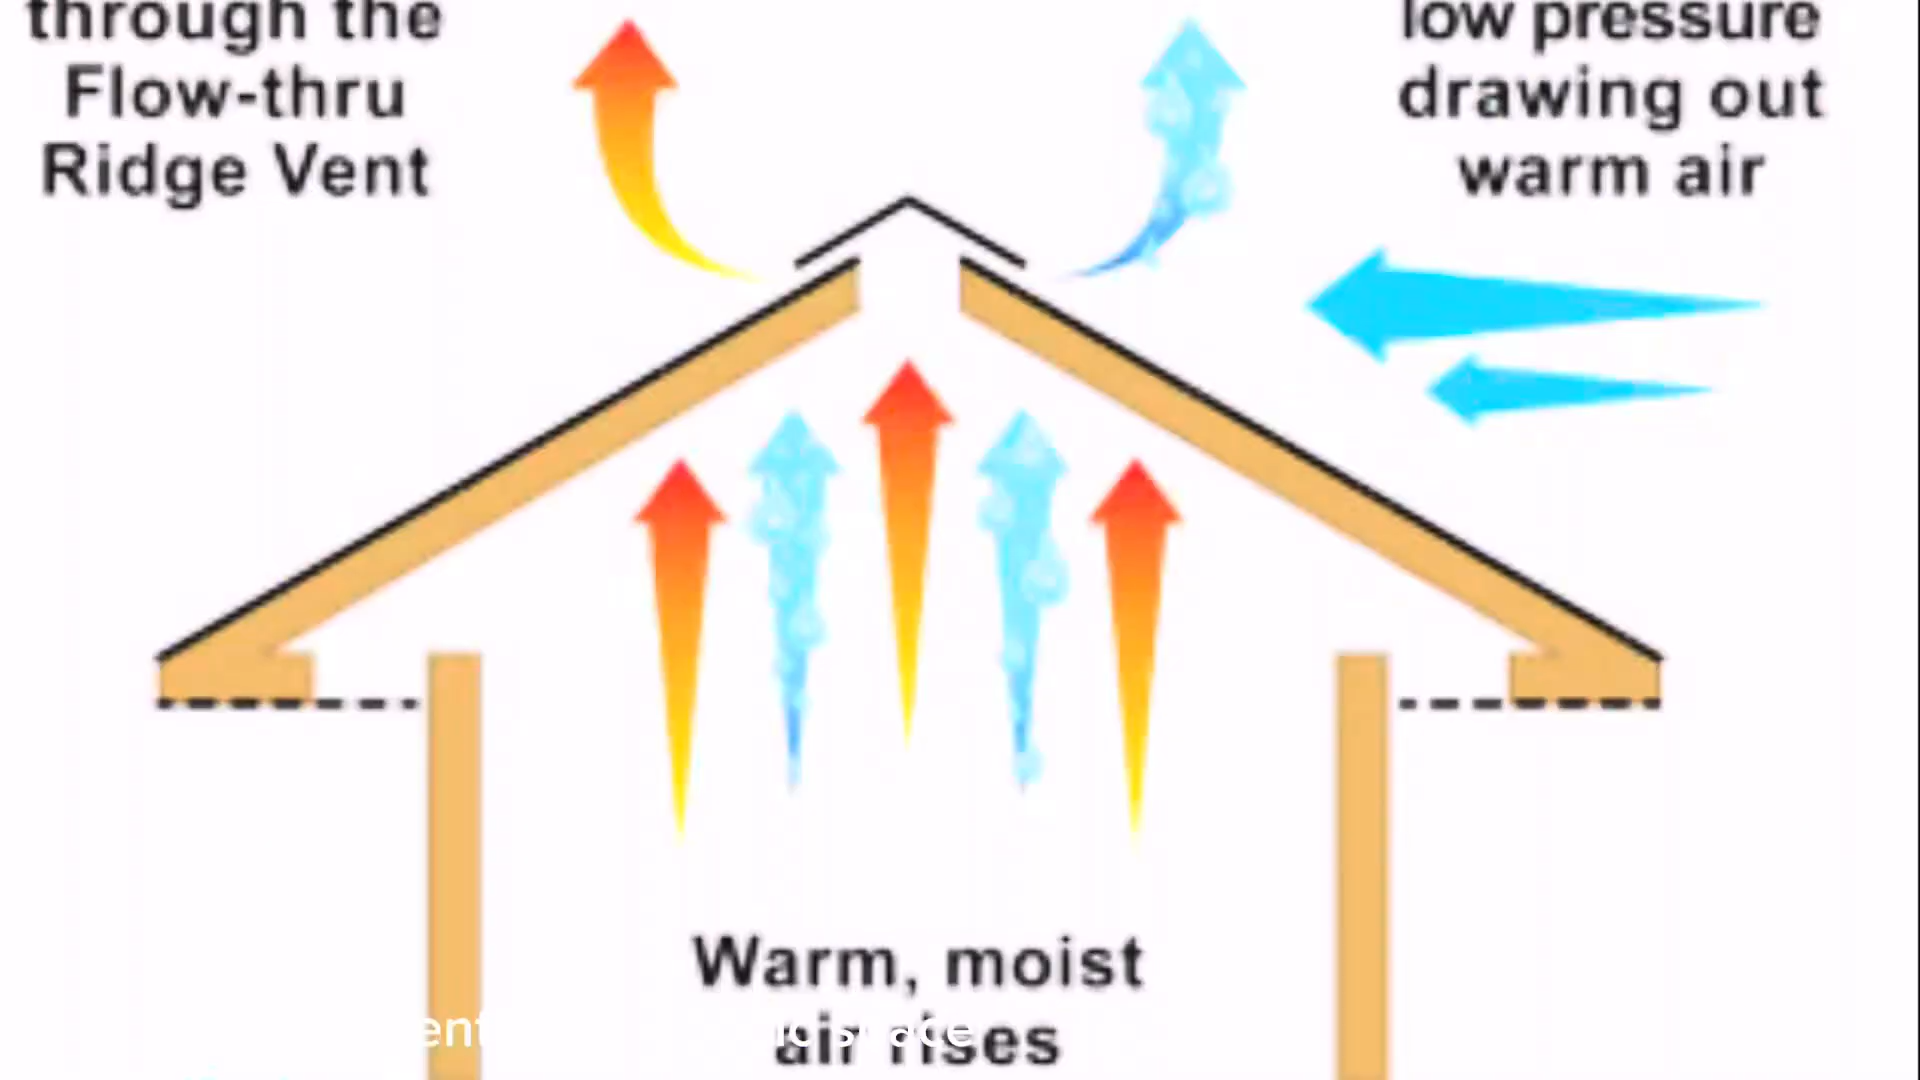 through the
Flow-thru
Ridge Vent
low pressure
drawing out
warm air
Warm, moist
air rises